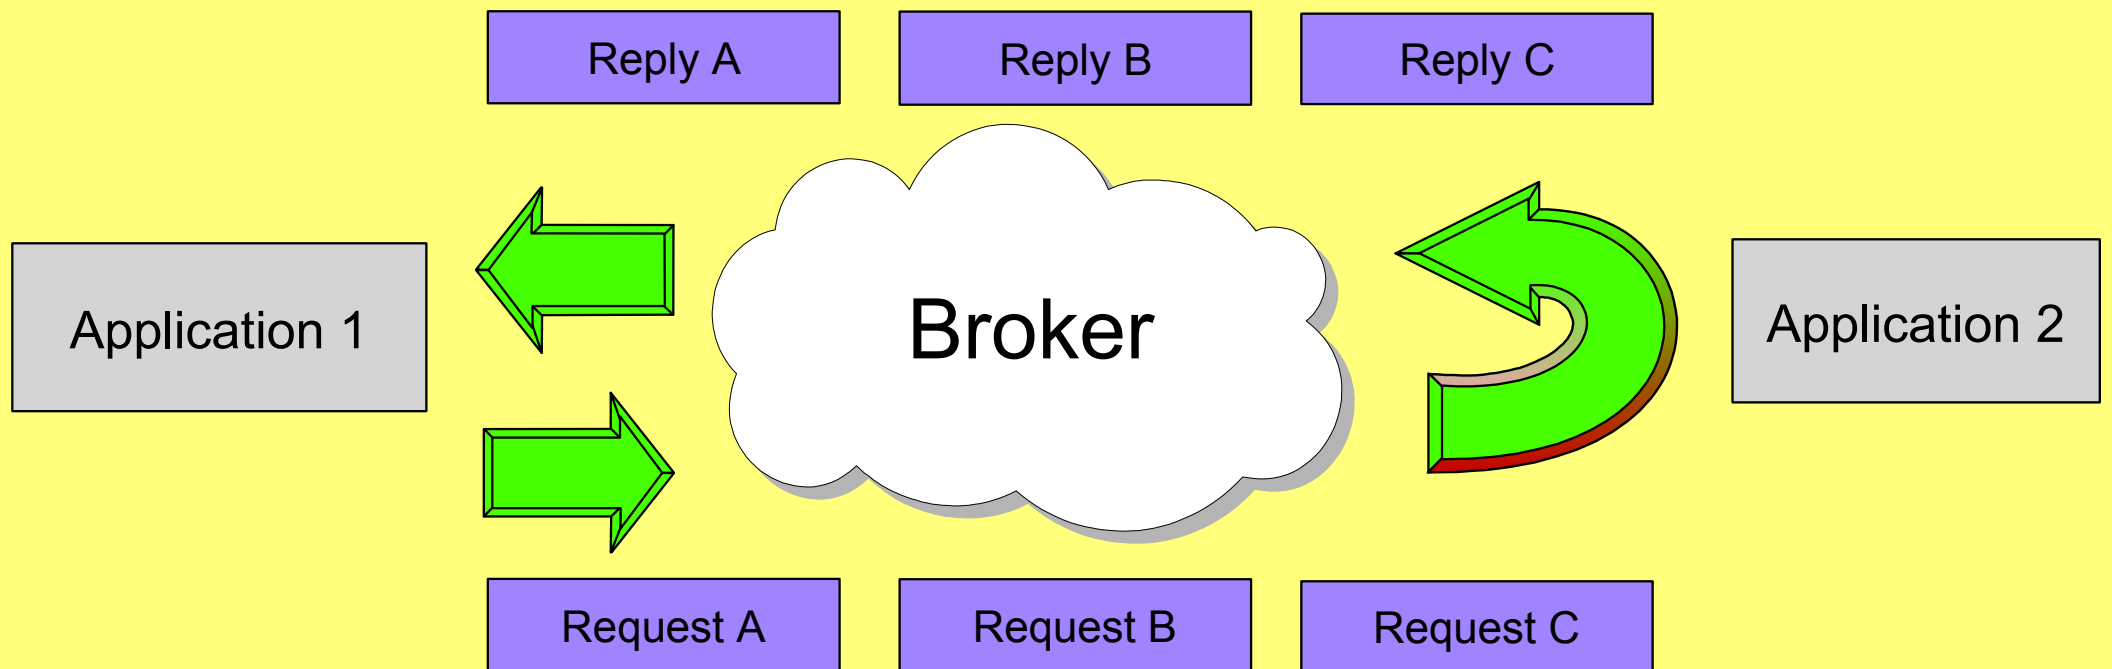 Reply A
Reply B
Reply C
Application 1
Broker
Application 2
Request A
Request B
Request C